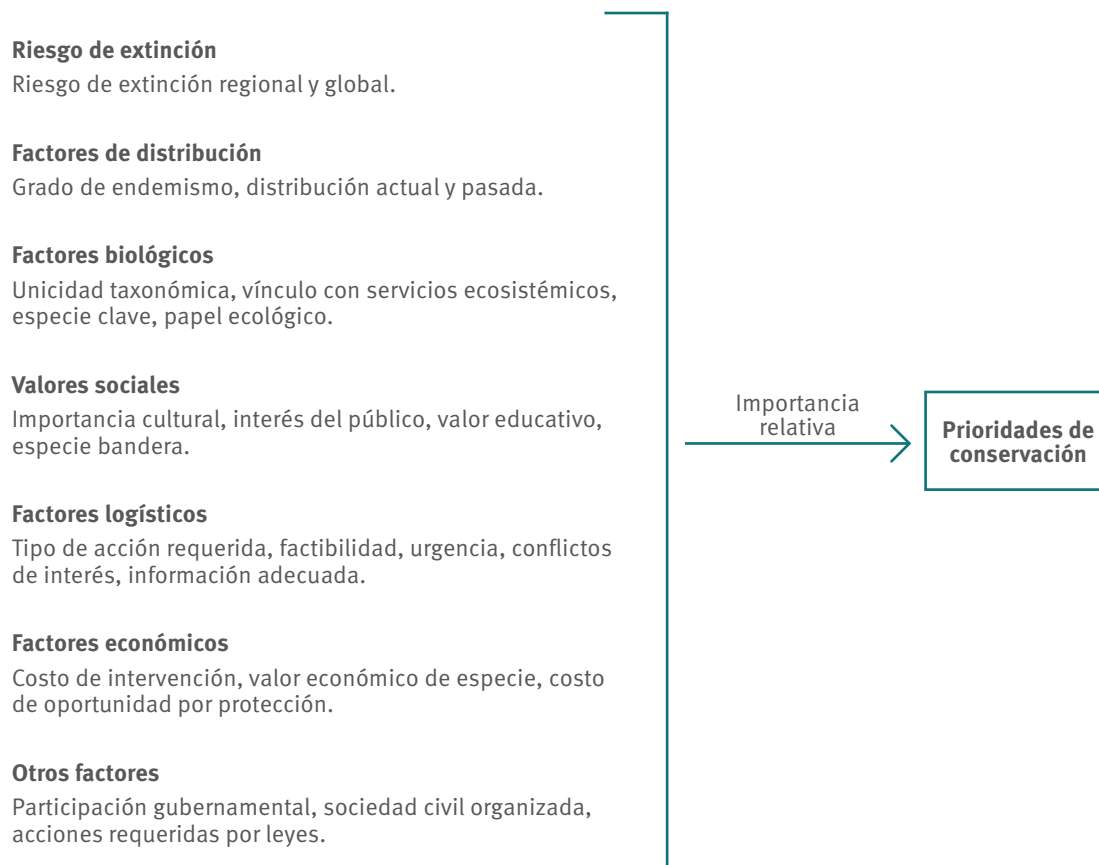 Riesgo de extinción
Riesgo de extinción regional y global.
Factores de distribución
Grado de endemismo, distribución actual y pasada.
Factores biológicos
Unicidad taxonómica, vínculo con servicios ecosistémicos,
especie clave, papel ecológico.
Valores sociales
Importancia cultural, interés del público, valor educativo,
especie bandera.
Factores logísticos
Tipo de acción requerida, factibilidad, urgencia, conflictos
de interés, información adecuada.
Factores económicos
Costo de intervención, valor económico de especie, costo
de oportunidad por protección.
Otros factores
Participación gubernamental, sociedad civil organizada,
acciones requeridas por leyes.
Importancia
relativa
Prioridades de
conservación